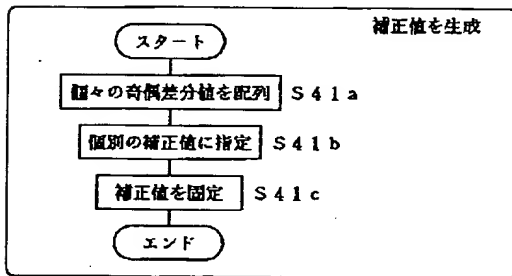 補正値を生成
スタート
個々の奇偶差分値を配列 S41a
個別の補正値に指定 S41b
補正値を固定 S41c
エンド